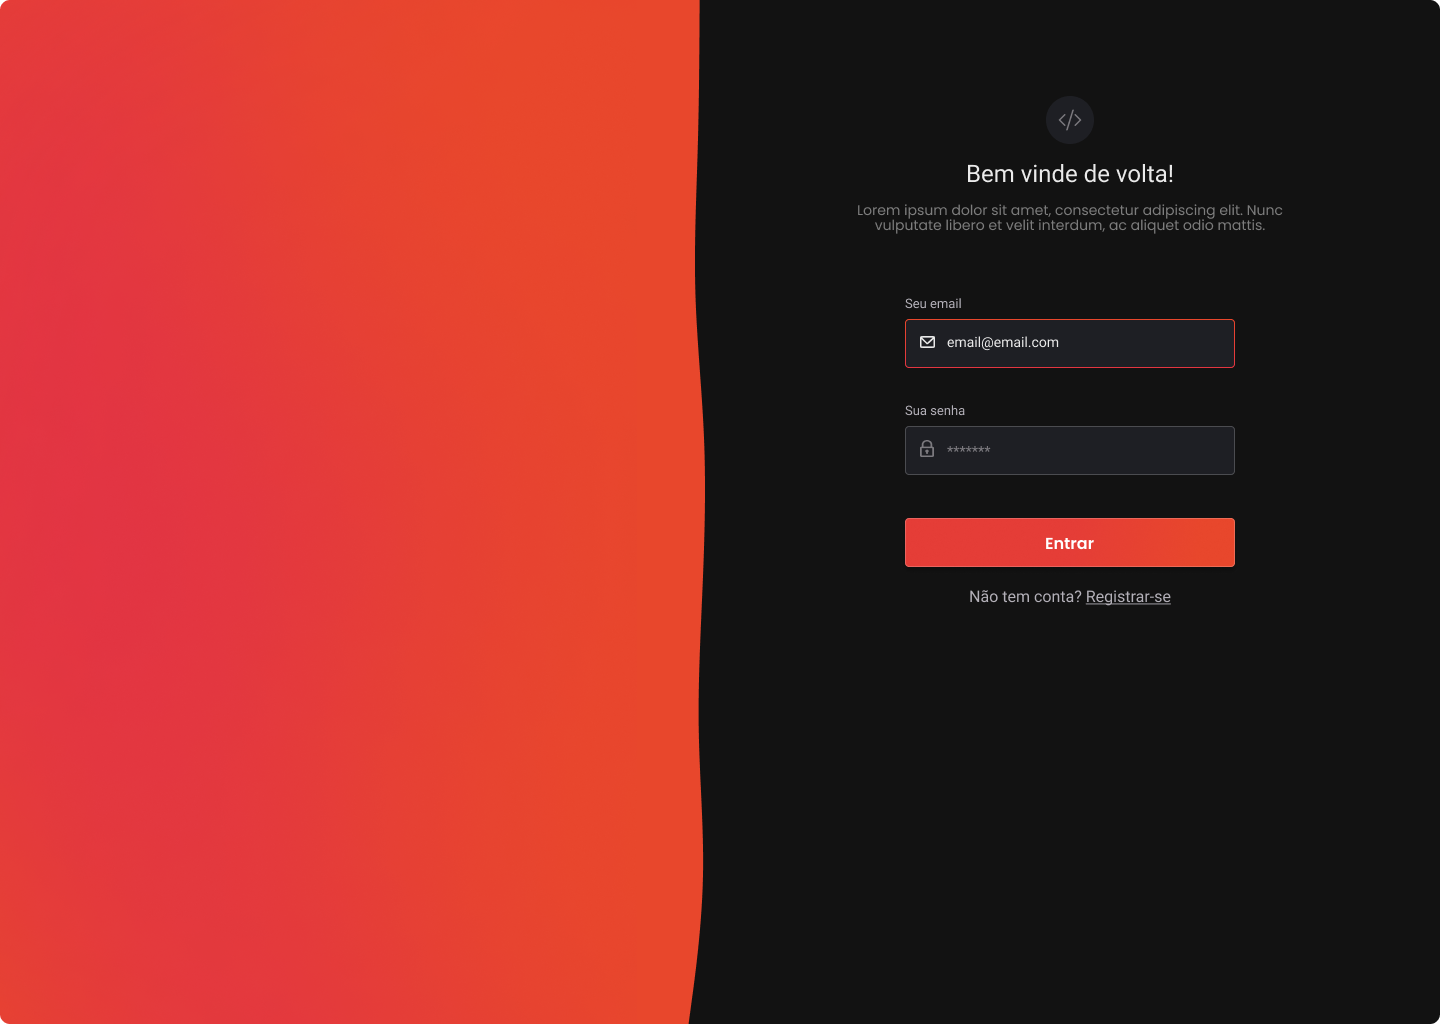 </>
Bem vinde de volta!
Lorem ipsum dolor sit amet, consectetur adipiscing elit. Nunc
vulputate libero et velit interdum, ac aliquet odio mattis.
Seu email
email@email.com
Sua senha
*******
Entrar
Não tem conta? Registrar-se